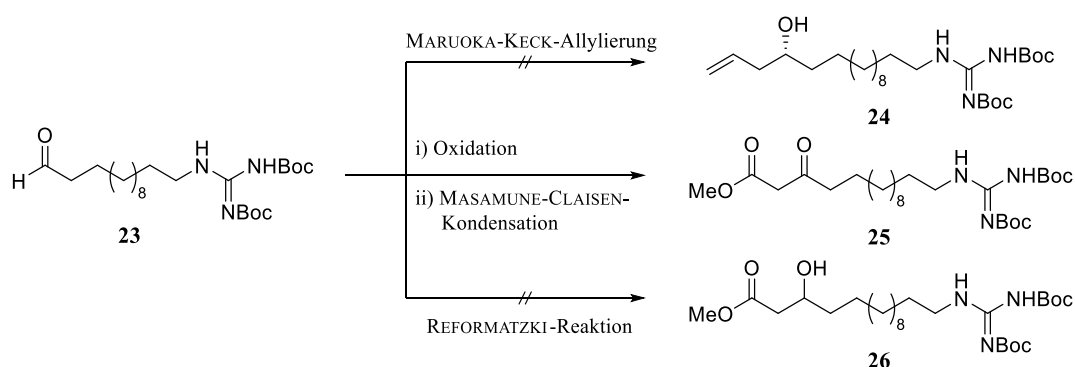 MARUOKA-KECK-Allylierung
OH
H
N
NHBoc
8
NBoc
24
O
H
8
H
N
NHBoc
NBoc
23
i) Oxidation
ii) MASAMUNE-CLAISEN-
Kondensation
O
O
MeO
8
H
N
NHBoc
NBoc
25
REFORMATZKI-Reaktion
O
OH
MeO
8
H
N
NHBoc
NBoc
26